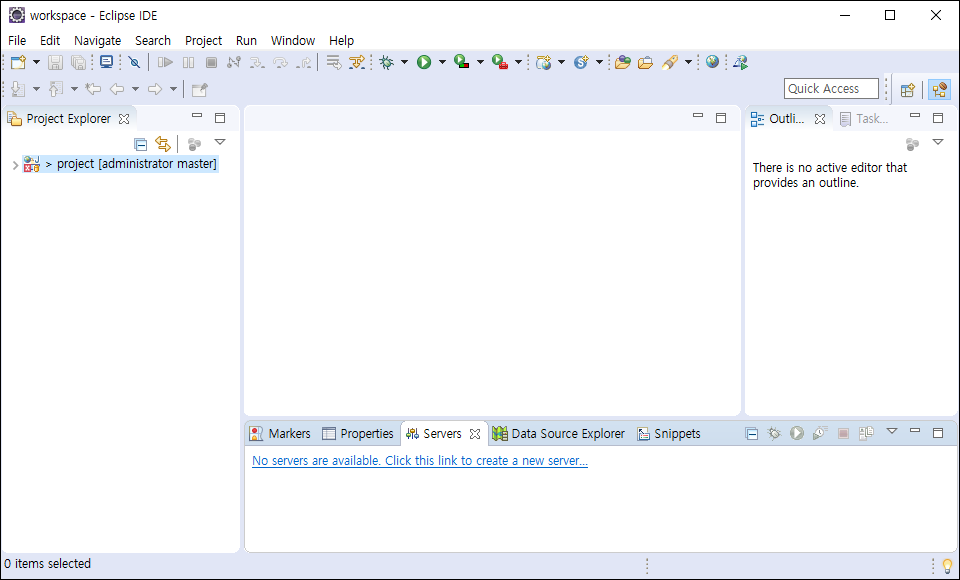 workspace - Eclipse IDE
File Edit Navigate Search Project Run Window Help
Quick Access
Project Explorer
> project [administrator master]
Outli... Task...
There is no active editor that
provides an outline.
Markers Properties Servers Data Source Explorer Snippets
No servers are available. Click this link to create a new server...
0 items selected